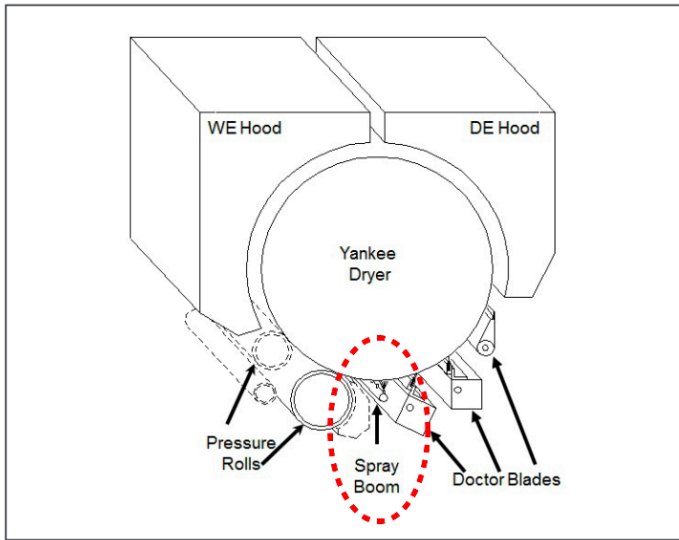 WE Hood
DE Hood
Yankee
Dryer
Pressure
Rolls
Spray
Boom
Doctor Blades